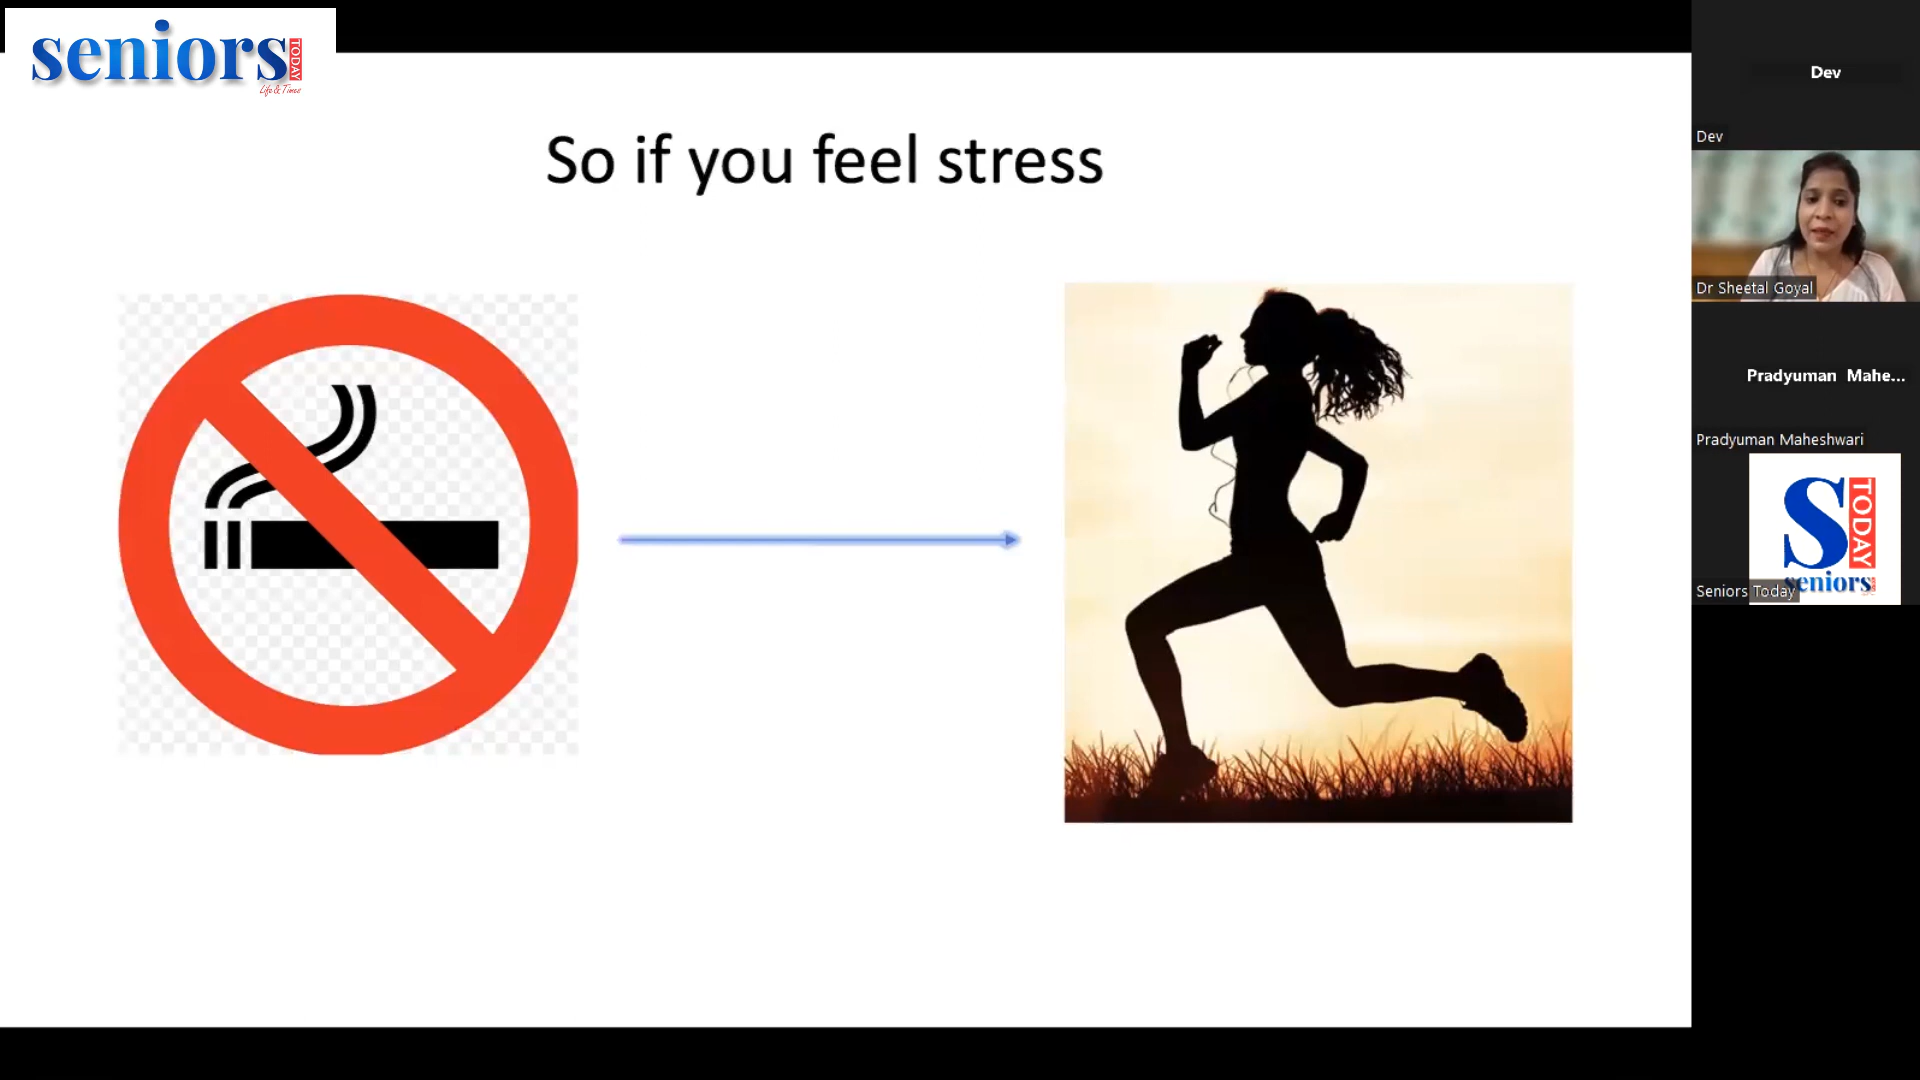 seniors
TODAY
Life & Times
So if you feel stress
Dev
Dev
Dr Sheetal Goyal
Pradyuman Mahe...
Pradyuman Maheshwari
S
TODAY
seniors
Seniors Today